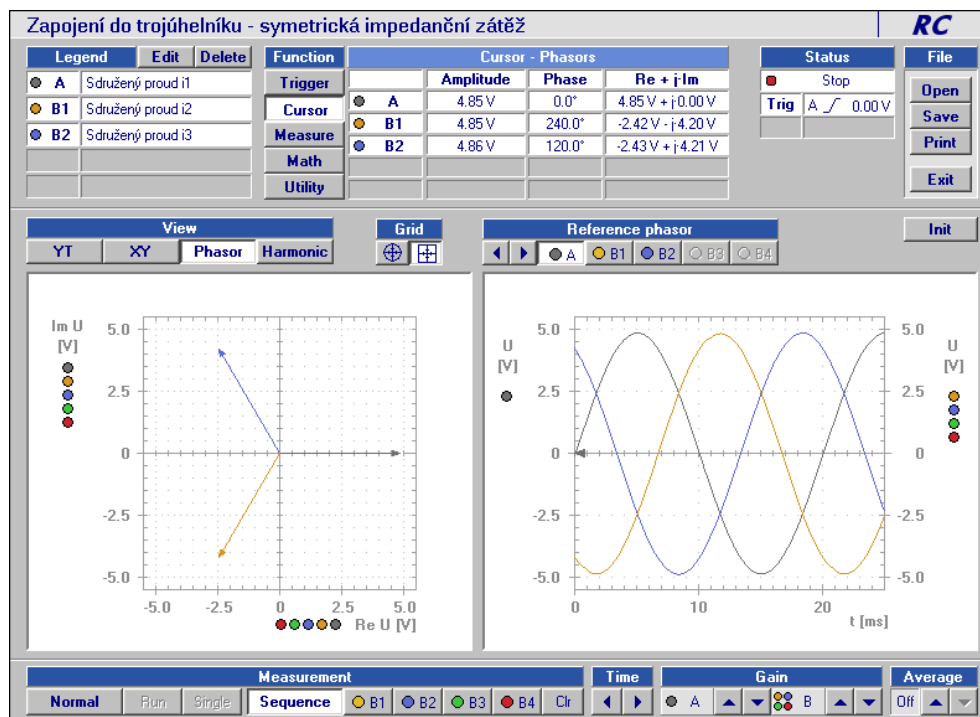 Zapojení do trojúhelníku - symetrická impedanční zátěž
RC
Legend Edit Delete
A Sdružený proud i1
B1 Sdružený proud i2
B2 Sdružený proud i3
Function
Trigger
Cursor
Measure
Math
Utility
Cursor - Phasors
Amplitude Phase Re + j·Im
A 4.85 V 0.0° 4.85 V + j·0.00 V
B1 4.85 V 240.0° -2.42 V - j·4.20 V
B2 4.86 V 120.0° -2.43 V + j·4.21 V
Status
Stop
Trig A 0.00 V
File
Open
Save
Print
Exit
View
YT XY Phasor Harmonic
Grid
Reference phasor
A B1 B2 B3 B4
Init
Im U
[V]
5.0
2.5
0
-2.5
-5.0
-5.0 -2.5 0 2.5 5.0
Re U [V]
U
[V]
5.0
2.5
0
-2.5
-5.0
0 10 20
t [ms]
5.0
2.5
0
-2.5
-5.0
U
[V]
Measurement
Normal Run Single Sequence B1 B2 B3 B4 Clr
Time
Gain
A B
Average
Off